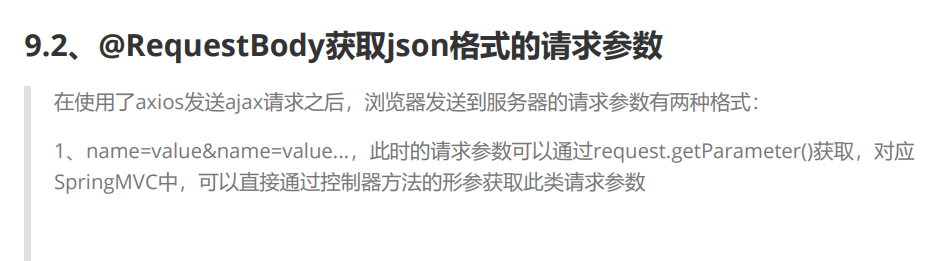 9.2、@RequestBody获取json格式的请求参数
在使用了axios发送ajax请求之后，浏览器发送到服务器的请求参数有两种格式：
1、name=value&name=value...，此时的请求参数可以通过request.getParameter()获取，对应
SpringMVC中，可以直接通过控制器方法的形参获取此类请求参数